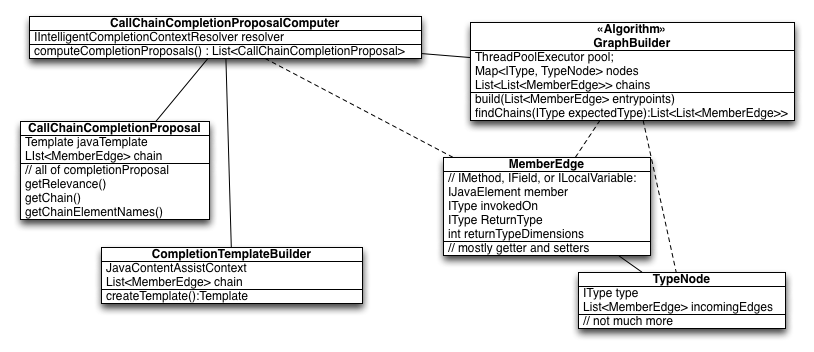 CallChainCompletionProposalComputer
IIntelligentCompletionContextResolver resolver
computeCompletionProposals() : List<CallChainCompletionProposal>
«Algorithm»
GraphBuilder
ThreadPoolExecutor pool;
Map<IType, TypeNode> nodes
List<List<MemberEdge>> chains
build(List<MemberEdge> entrypoints)
findChains(IType expectedType):List<List<MemberEdge>>
CallChainCompletionProposal
Template javaTemplate
LIst<MemberEdge> chain
// all of completionProposal
getRelevance()
getChain()
getChainElementNames()
MemberEdge
// IMethod, IField, or ILocalVariable:
IJavaElement member
IType invokedOn
IType ReturnType
int returnTypeDimensions
// mostly getter and setters
CompletionTemplateBuilder
JavaContentAssistContext
List<MemberEdge> chain
createTemplate():Template
TypeNode
IType type
List<MemberEdge> incomingEdges
// not much more